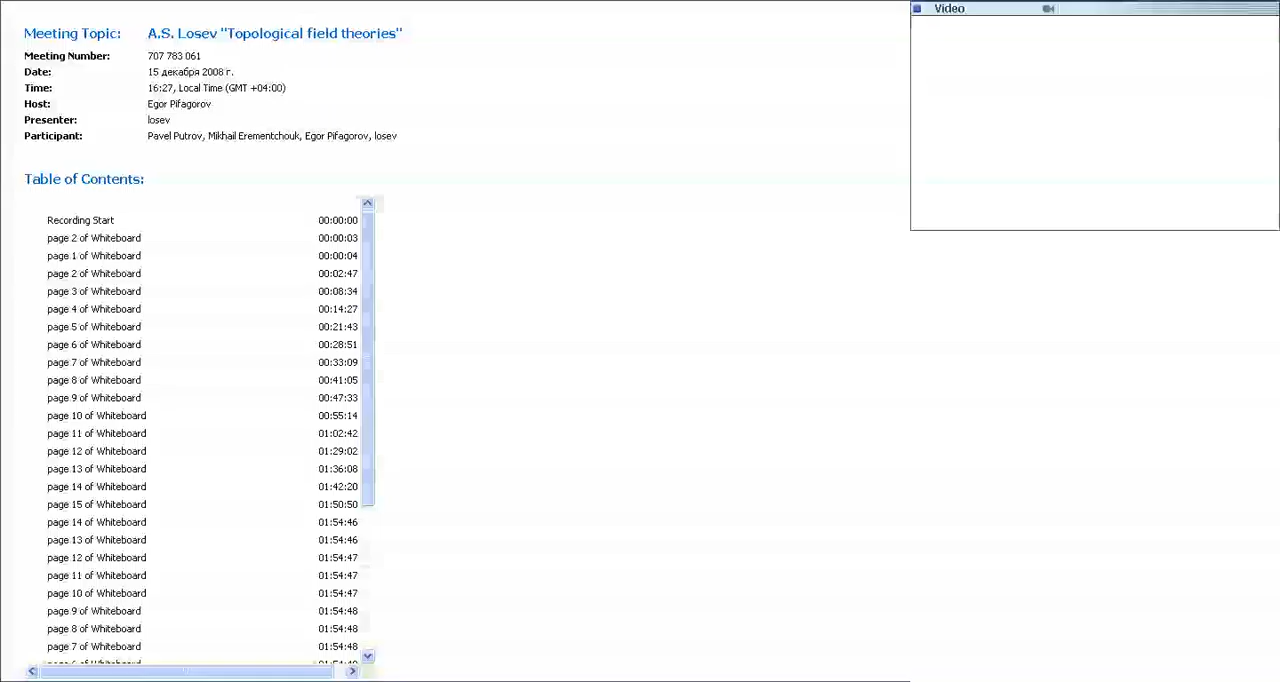 Video
Meeting Topic: A.S. Losev "Topological field theories"
Meeting Number: 707 783 061
Date: 15 декабря 2008 г.
Time: 16:27, Local Time (GMT +04:00)
Host: Egor Pifagorov
Presenter: losev
Participant: Pavel Putrov, Mikhail Erementchouk, Egor Pifagorov, losev
Table of Contents:
Recording Start 00:00:00
page 2 of Whiteboard 00:00:03
page 1 of Whiteboard 00:00:04
page 2 of Whiteboard 00:02:47
page 3 of Whiteboard 00:08:34
page 4 of Whiteboard 00:14:27
page 5 of Whiteboard 00:21:43
page 6 of Whiteboard 00:28:51
page 7 of Whiteboard 00:33:09
page 8 of Whiteboard 00:41:05
page 9 of Whiteboard 00:47:33
page 10 of Whiteboard 00:55:14
page 11 of Whiteboard 01:02:42
page 12 of Whiteboard 01:29:02
page 13 of Whiteboard 01:36:08
page 14 of Whiteboard 01:42:20
page 15 of Whiteboard 01:50:50
page 14 of Whiteboard 01:54:46
page 13 of Whiteboard 01:54:46
page 12 of Whiteboard 01:54:47
page 11 of Whiteboard 01:54:47
page 10 of Whiteboard 01:54:47
page 9 of Whiteboard 01:54:48
page 8 of Whiteboard 01:54:48
page 7 of Whiteboard 01:54:48